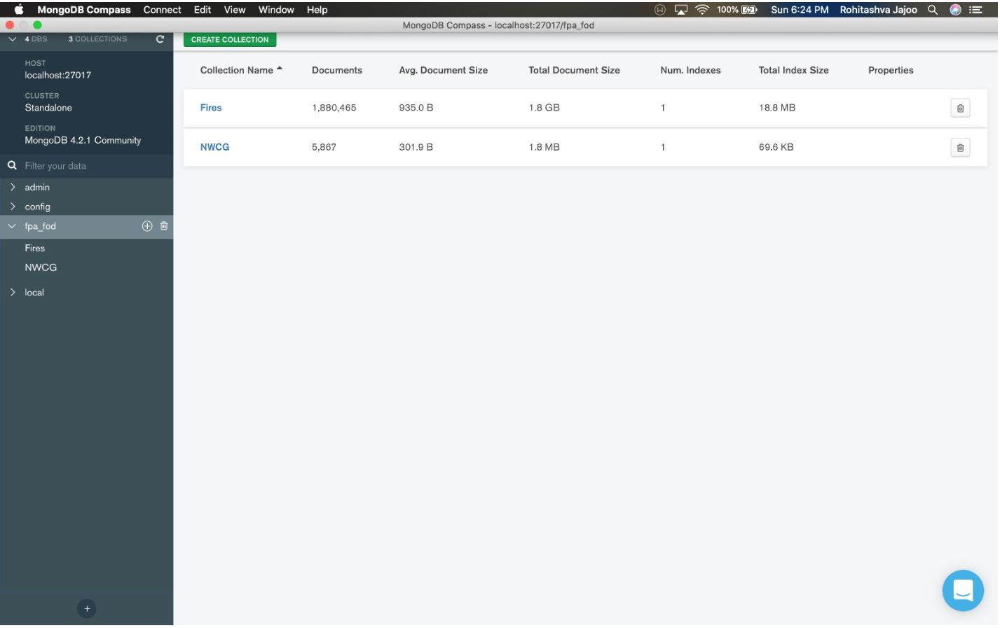 MongoDB Compass Connect Edit View Window Help 100% Sun 6:24 PM Rohitashva Jajoo
MongoDB Compass - localhost:27017/fpa_fod
4 DBS 3 COLLECTIONS
CREATE COLLECTION
HOST
localhost:27017
CLUSTER
Standalone
EDITION
MongoDB 4.2.1 Community
Filter your data
admin
config
fpa_fod
Fires
NWCG
local
Collection Name Documents Avg. Document Size Total Document Size Num. Indexes Total Index Size Properties
Fires 1,880,465 935.0 B 1.8 GB 1 18.8 MB
NWCG 5,867 301.9 B 1.8 MB 1 69.6 KB